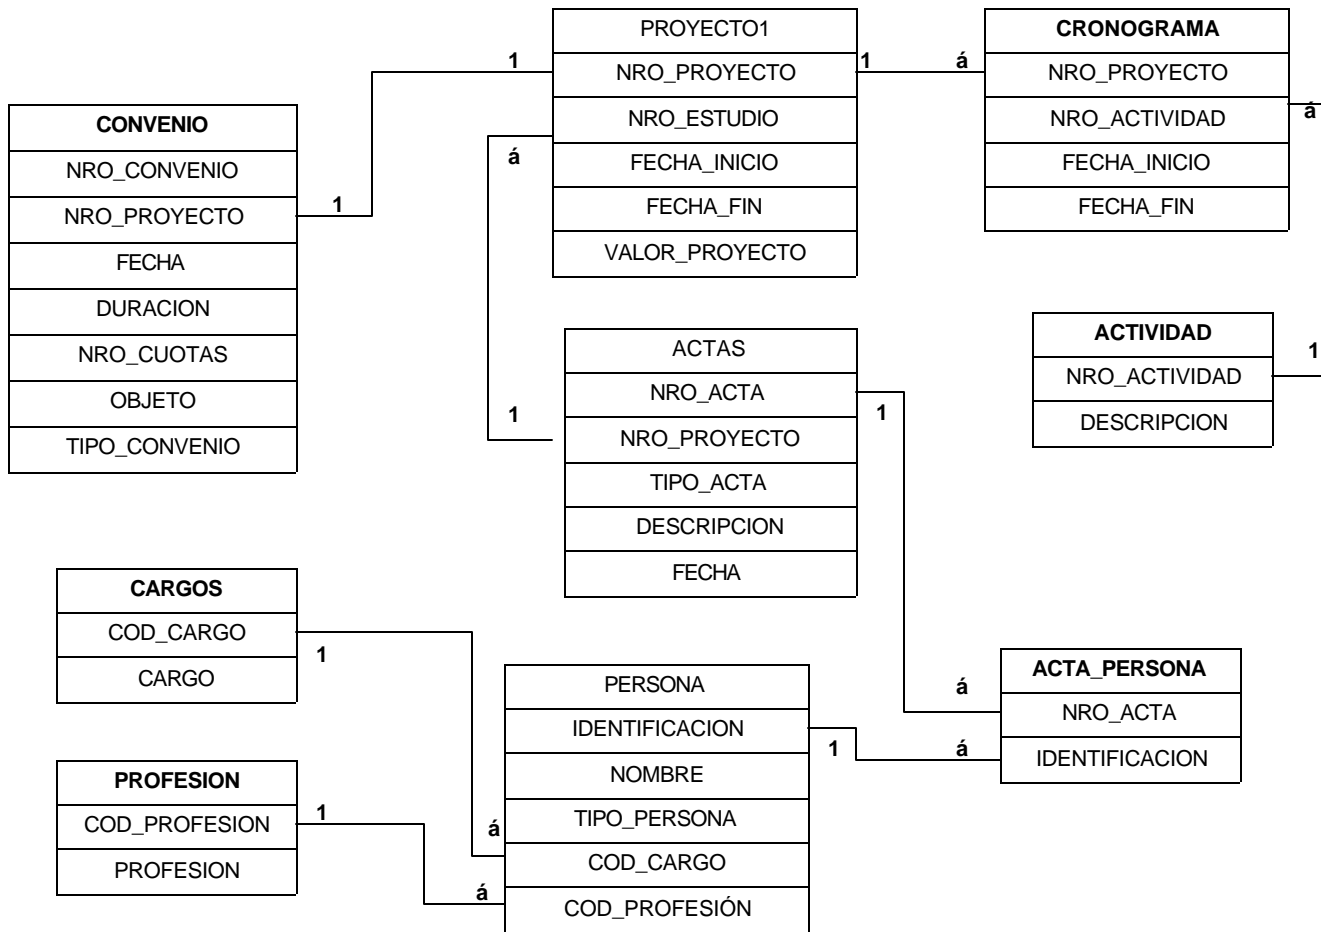 PROYECTO1
NRO_PROYECTO
NRO_ESTUDIO
FECHA_INICIO
FECHA_FIN
VALOR_PROYECTO
1
1
á
CRONOGRAMA
NRO_PROYECTO
NRO_ACTIVIDAD
FECHA_INICIO
FECHA_FIN
á
á
CONVENIO
NRO_CONVENIO
NRO_PROYECTO
FECHA
DURACION
NRO_CUOTAS
OBJETO
TIPO_CONVENIO
1
ACTAS
NRO_ACTA
NRO_PROYECTO
TIPO_ACTA
DESCRIPCION
FECHA
1
1
ACTIVIDAD
NRO_ACTIVIDAD
DESCRIPCION
1
CARGOS
COD_CARGO
CARGO
1
PERSONA
IDENTIFICACION
NOMBRE
TIPO_PERSONA
COD_CARGO
COD_PROFESIÓN
1
á
á
ACTA_PERSONA
NRO_ACTA
IDENTIFICACION
PROFESION
COD_PROFESION
PROFESION
1
á
á